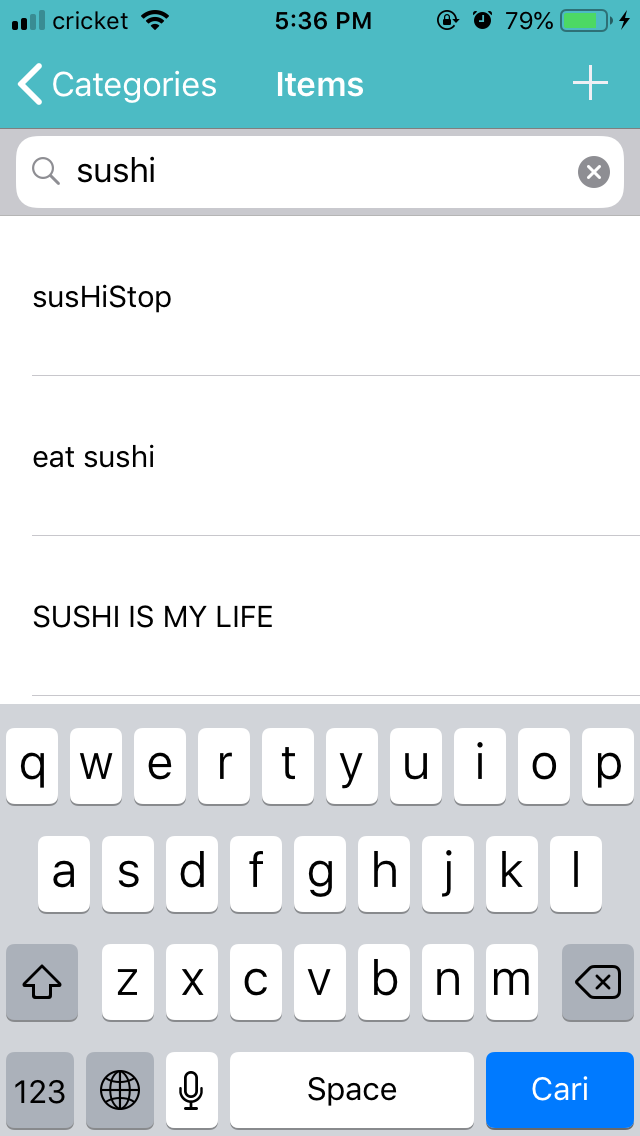 cricket 5:36 PM 79%
Categories Items
sushi
susHiStop
eat sushi
SUSHI IS MY LIFE
q w e r t y u i o p
a s d f g h j k l
z x c v b n m
123 Space Cari